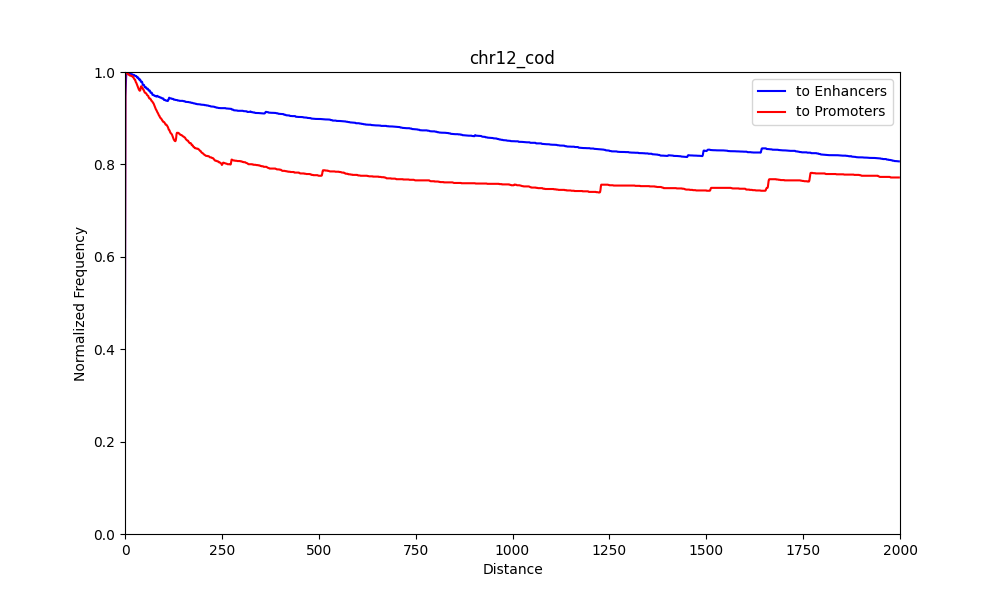 chr12_cod
to Enhancers
to Promoters
Normalized Frequency
1.0
0.8
0.6
0.4
0.2
0.0
0 250 500 750 1000 1250 1500 1750 2000
Distance